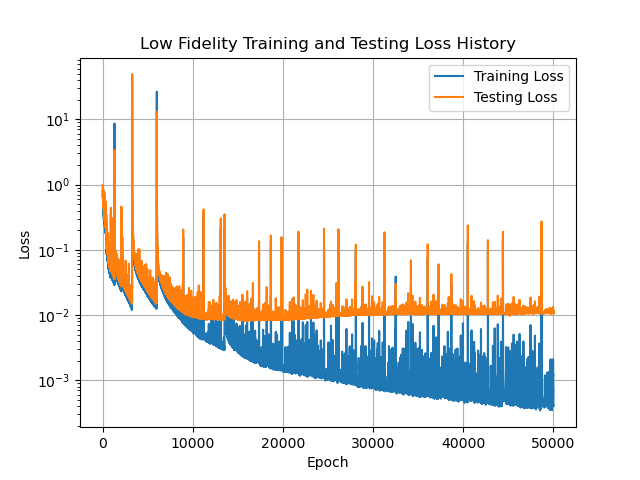 Low Fidelity Training and Testing Loss History
Training Loss
Testing Loss
Loss
10¹
10⁰
10⁻¹
10⁻²
10⁻³
0
10000
20000
30000
40000
50000
Epoch